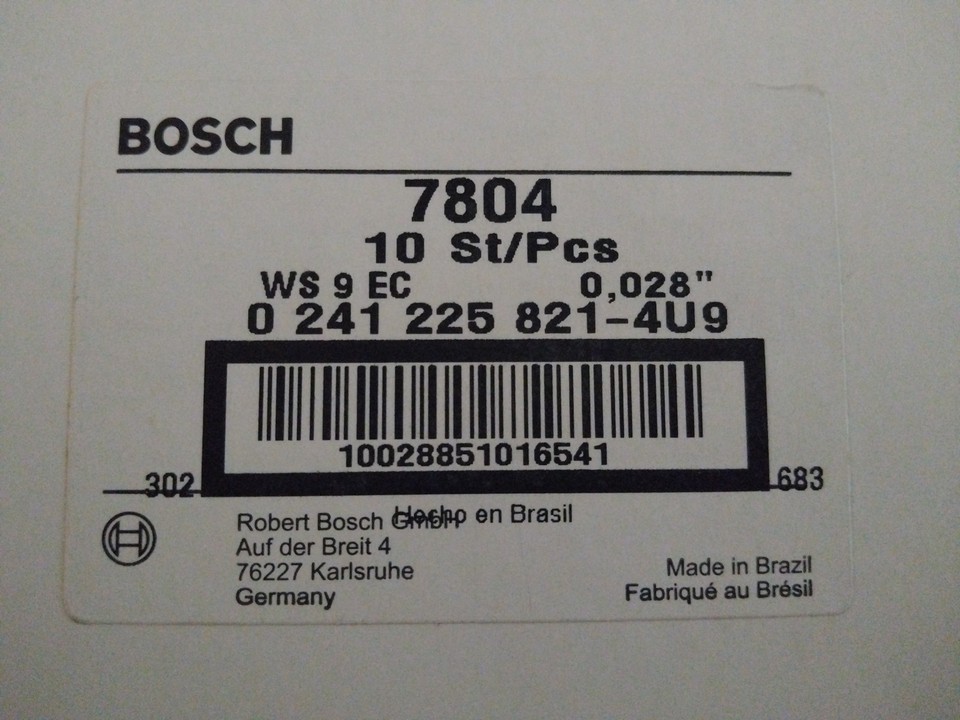 BOSCH
7804
10 St/Pcs
WS 9 EC 0,028"
0 241 225 821-4U9
10028851016541
302 683
Hecho en Brasil
Robert Bosch GmbH
Auf der Breit 4
76227 Karlsruhe
Germany
Made in Brazil
Fabriqué au Brésil